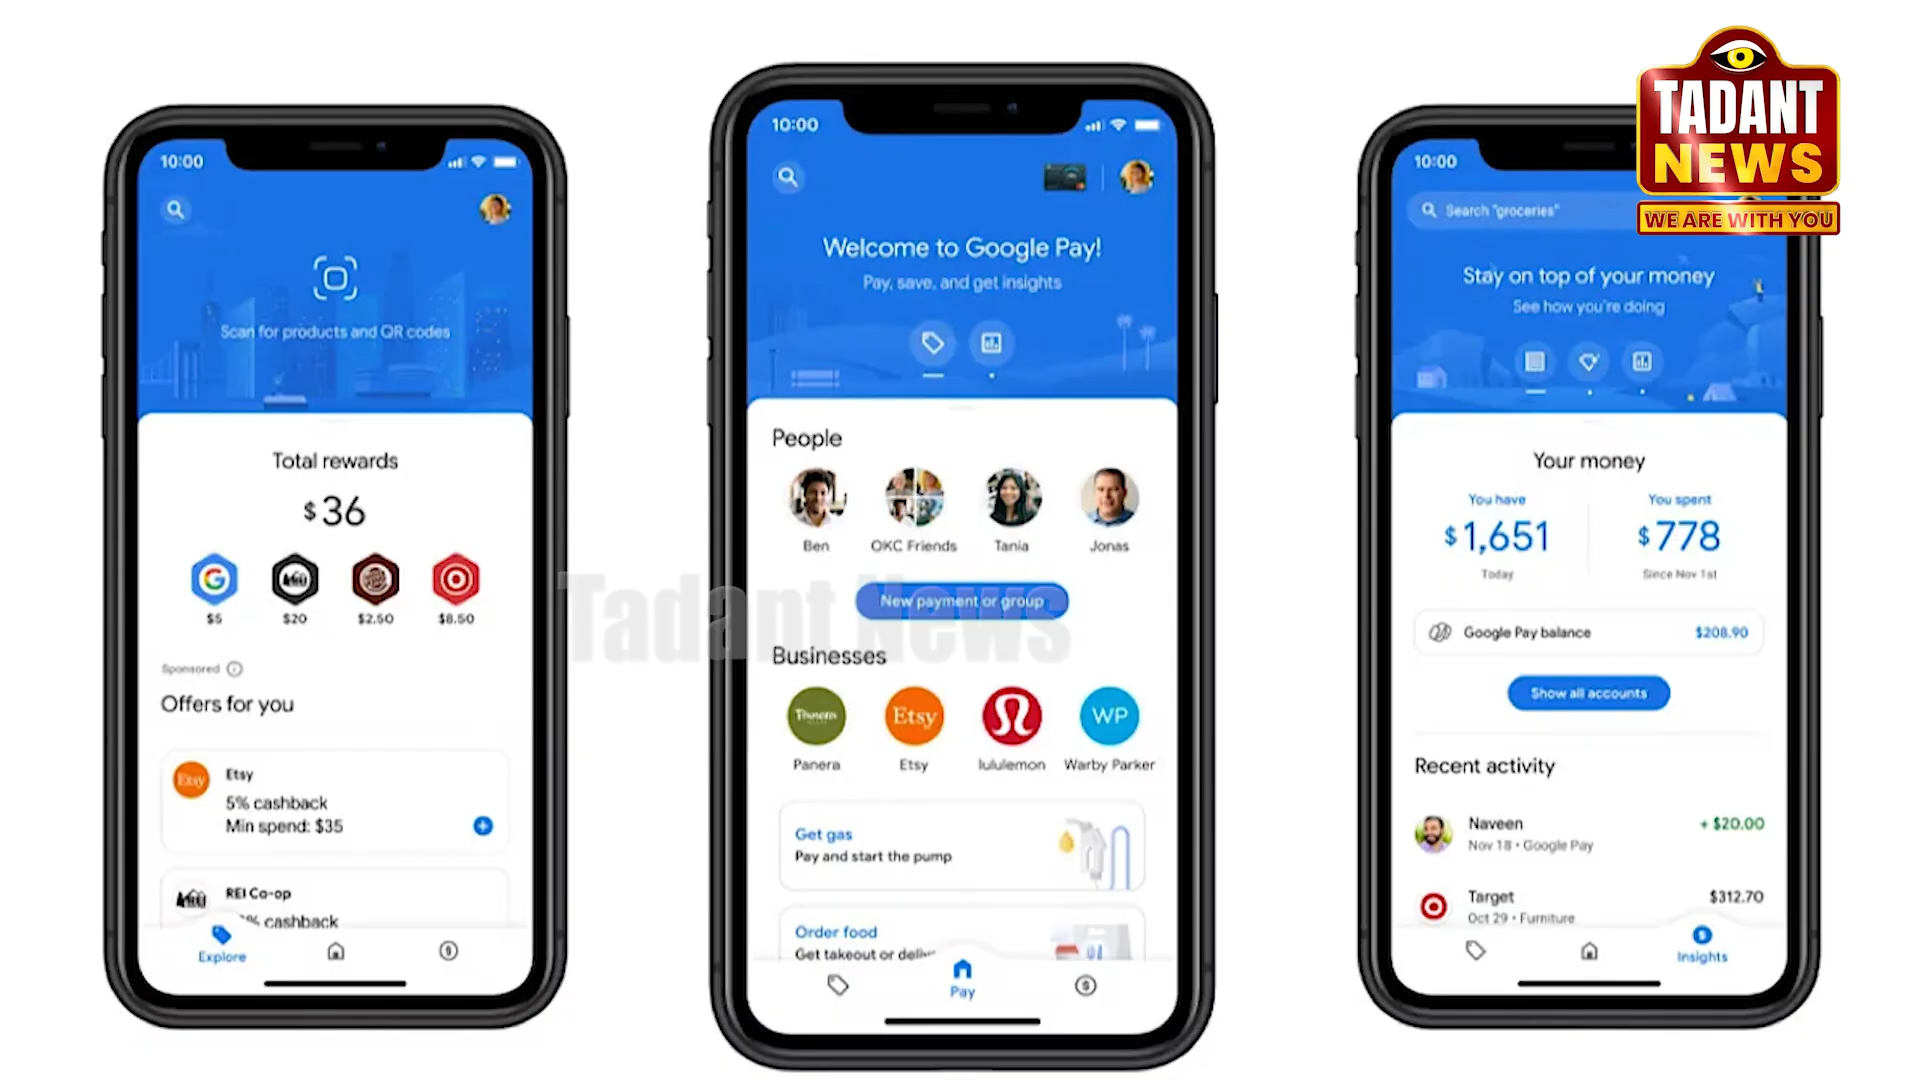 10:00
Scan for products and QR codes
Total rewards
$36
$5
$20
$2.50
$8.50
Sponsored
Offers for you
Etsy
Etsy
5% cashback
Min spend: $35
REI Co-op
% cashback
Explore
10:00
Welcome to Google Pay!
Pay, save, and get insights
People
Ben
OKC Friends
Tania
Jonas
New payment or group
Businesses
Panera
Etsy
WP
Panera
Etsy
lululemon
Warby Parker
Get gas
Pay and start the pump
Order food
Get takeout or
Pay
10:00
Search "groceries"
Stay on top of your money
See how you're doing
Your money
You have
You spent
$1,651
$778
Today
Since Nov 1st
Google Pay balance
$208.90
Show all accounts
Recent activity
Naveen
+ $20.00
Nov 18 • Google Pay
Target
$312.70
Oct 29 • Furniture
Insights
TADANT
NEWS
WE ARE WITH YOU
Tadant News